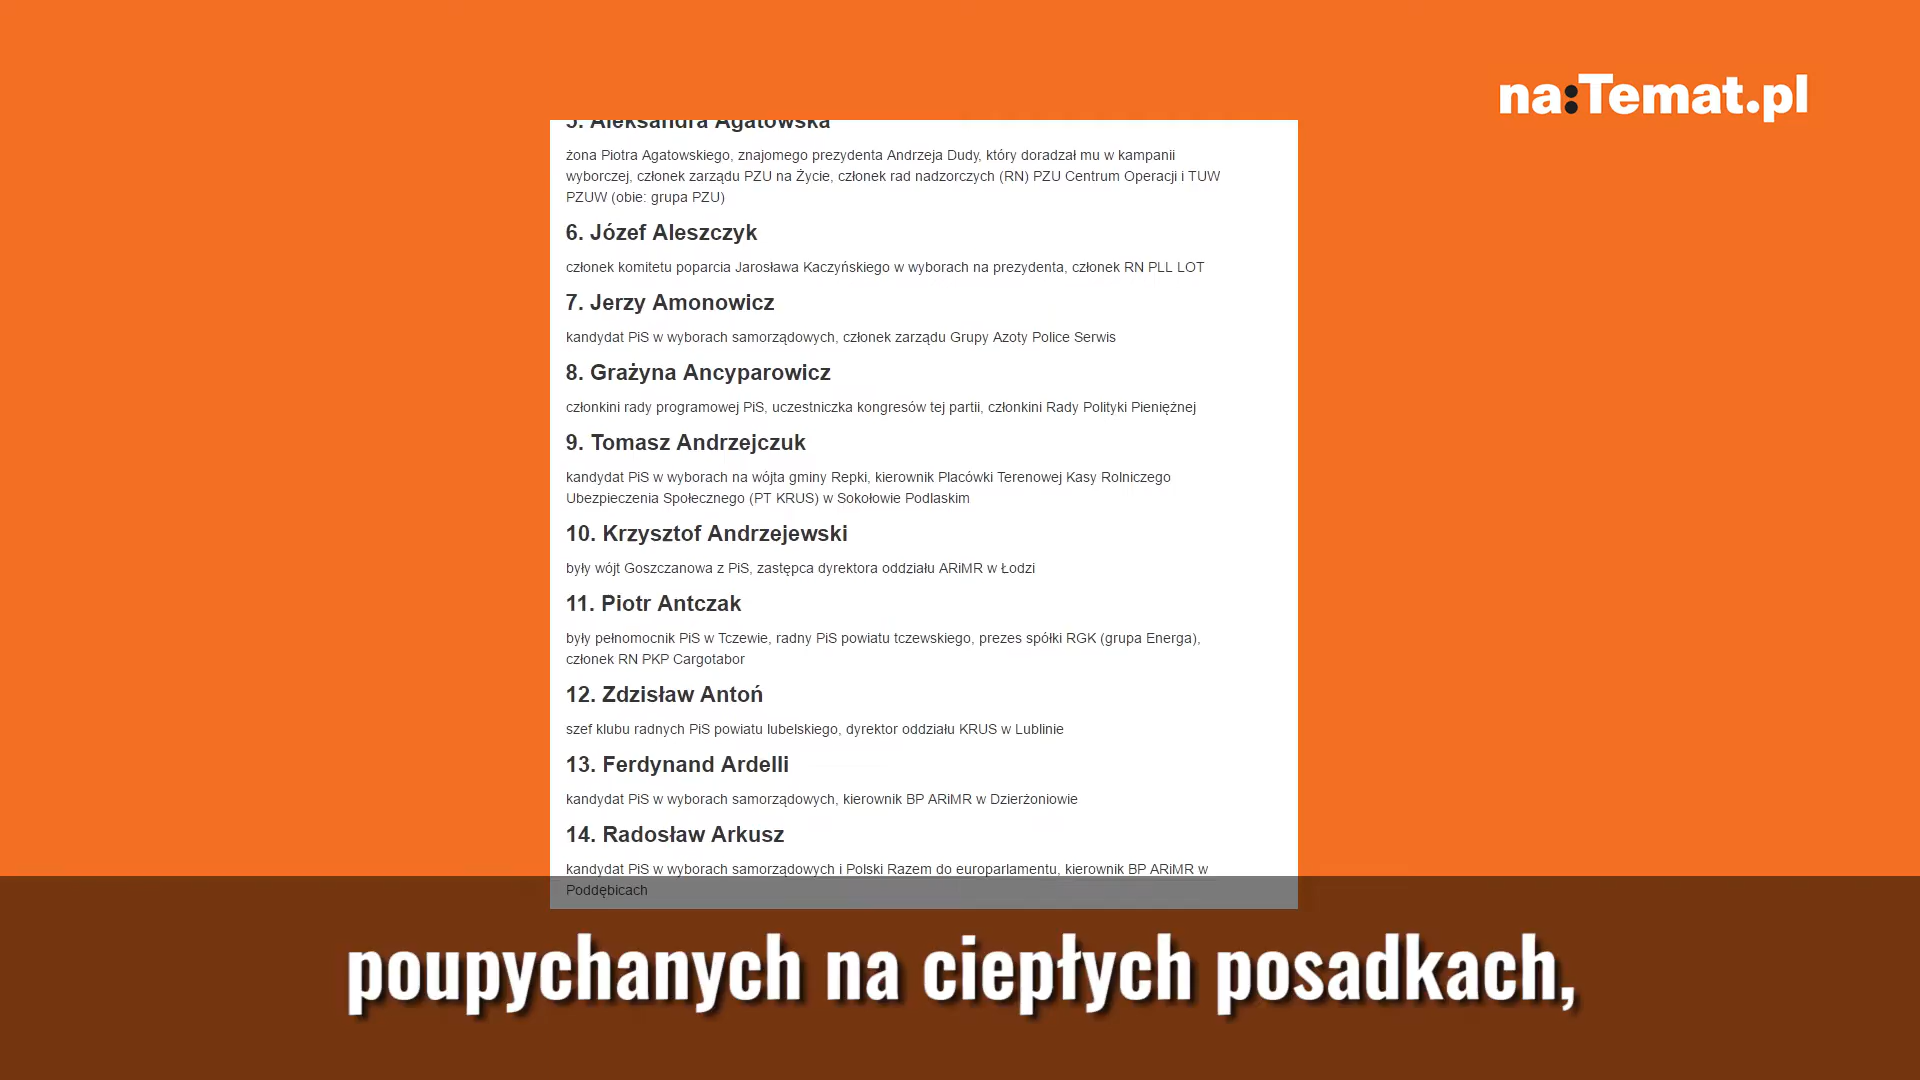 na:Temat.pl
5. Aleksandra Agatowska
żona Piotra Agatowskiego, znajomego prezydenta Andrzeja Dudy, który doradzał mu w kampanii
wyborczej, członek zarządu PZU na Życie, członek rad nadzorczych (RN) PZU Centrum Operacji i TUW
PZUW (obie: grupa PZU)
6. Józef Aleszczyk
członek komitetu poparcia Jarosława Kaczyńskiego w wyborach na prezydenta, członek RN PLL LOT
7. Jerzy Amonowicz
kandydat PiS w wyborach samorządowych, członek zarządu Grupy Azoty Police Serwis
8. Grażyna Ancyparowicz
członkini rady programowej PiS, uczestniczka kongresów tej partii, członkini Rady Polityki Pieniężnej
9. Tomasz Andrzejczuk
kandydat PiS w wyborach na wójta gminy Repki, kierownik Placówki Terenowej Kasy Rolniczego
Ubezpieczenia Społecznego (PT KRUS) w Sokołowie Podlaskim
10. Krzysztof Andrzejewski
były wójt Goszczanowa z PiS, zastępca dyrektora oddziału ARiMR w Łodzi
11. Piotr Antczak
były pełnomocnik PiS w Tczewie, radny PiS powiatu tczewskiego, prezes spółki RGK (grupa Energa),
członek RN PKP Cargotabor
12. Zdzisław Antoń
szef klubu radnych PiS powiatu lubelskiego, dyrektor oddziału KRUS w Lublinie
13. Ferdynand Ardelli
kandydat PiS w wyborach samorządowych, kierownik BP ARiMR w Dzierżoniowie
14. Radosław Arkusz
kandydat PiS w wyborach samorządowych i Polski Razem do europarlamentu, kierownik BP ARiMR w
Poddębicach
poupychanych na ciepłych posadkach,